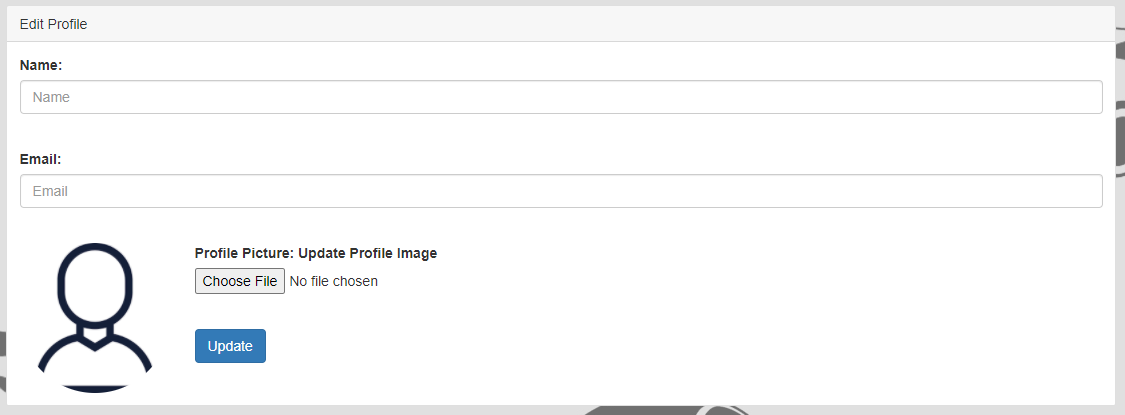 Edit Profile
Name:
Name
Email:
Email
Profile Picture: Update Profile Image
Choose File No file chosen
Update